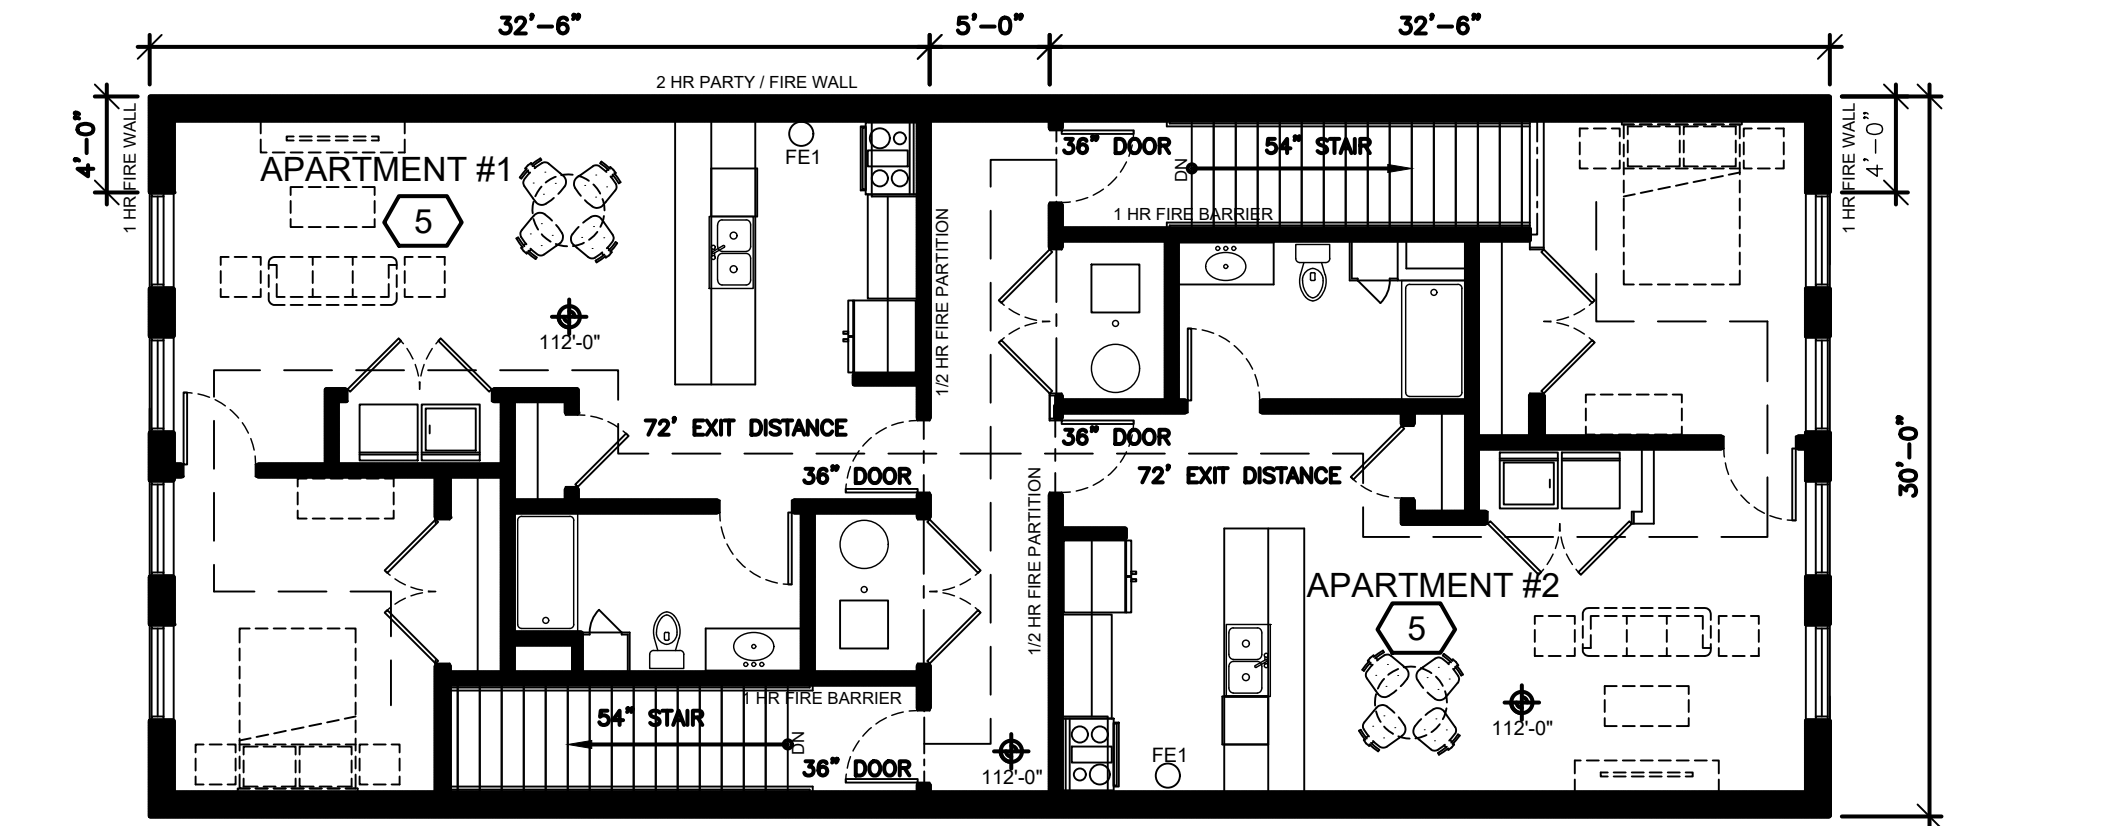 32'-6"
5'-0"
32'-6"
2 HR PARTY / FIRE WALL
4'-0"
1 HR FIRE WALL
1 HR FIRE WALL
4'-0"
APARTMENT #1
5
FE1
36" DOOR
54" STAIR
DN
1 HR FIRE BARRIER
1/2 HR FIRE PARTITION
112'-0"
72' EXIT DISTANCE
36" DOOR
36" DOOR
72' EXIT DISTANCE
30'-0"
1/2 HR FIRE PARTITION
APARTMENT #2
5
1 HR FIRE BARRIER
54" STAIR
DN
36" DOOR
112'-0"
FE1
112'-0"